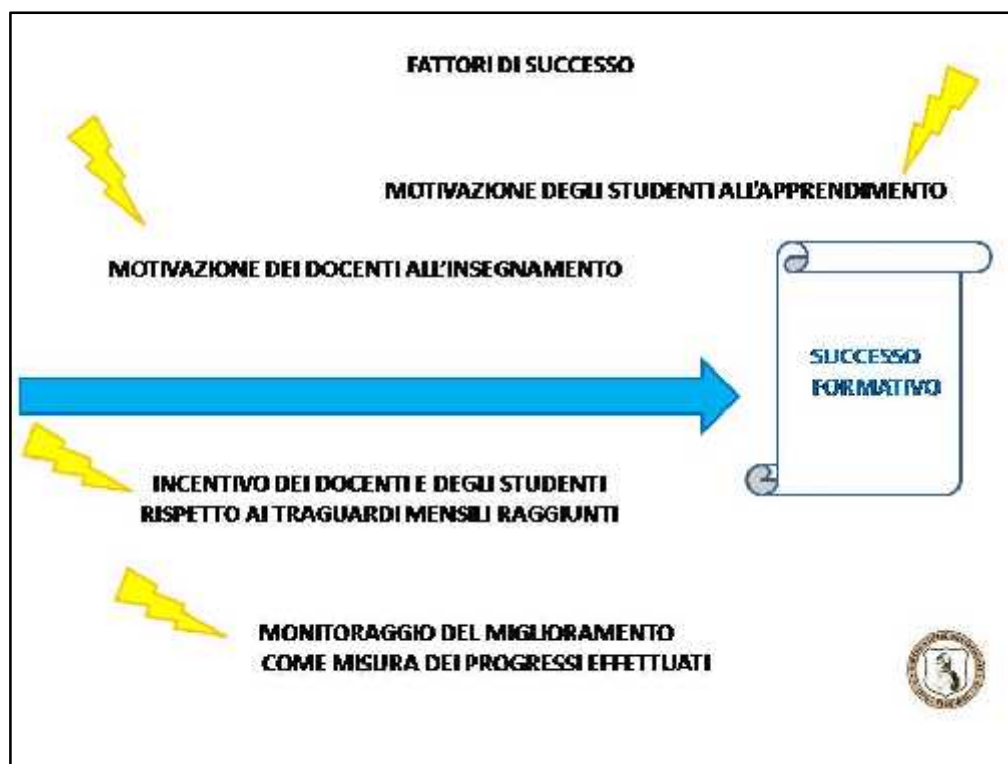 FATTORI DI SUCCESSO
MOTIVAZIONE DEGLI STUDENTI ALL'APPRENDIMENTO
MOTIVAZIONE DEI DOCENTI ALL'INSEGNAMENTO
SUCCESSO
FORMATIVO
INCENTIVO DEI DOCENTI E DEGLI STUDENTI
RISPETTO AI TRAGUARDI MENSILI RAGGIUNTI
MONITORAGGIO DEL MIGLIORAMENTO
COME MISURA DEI PROGRESSI EFFETTUATI